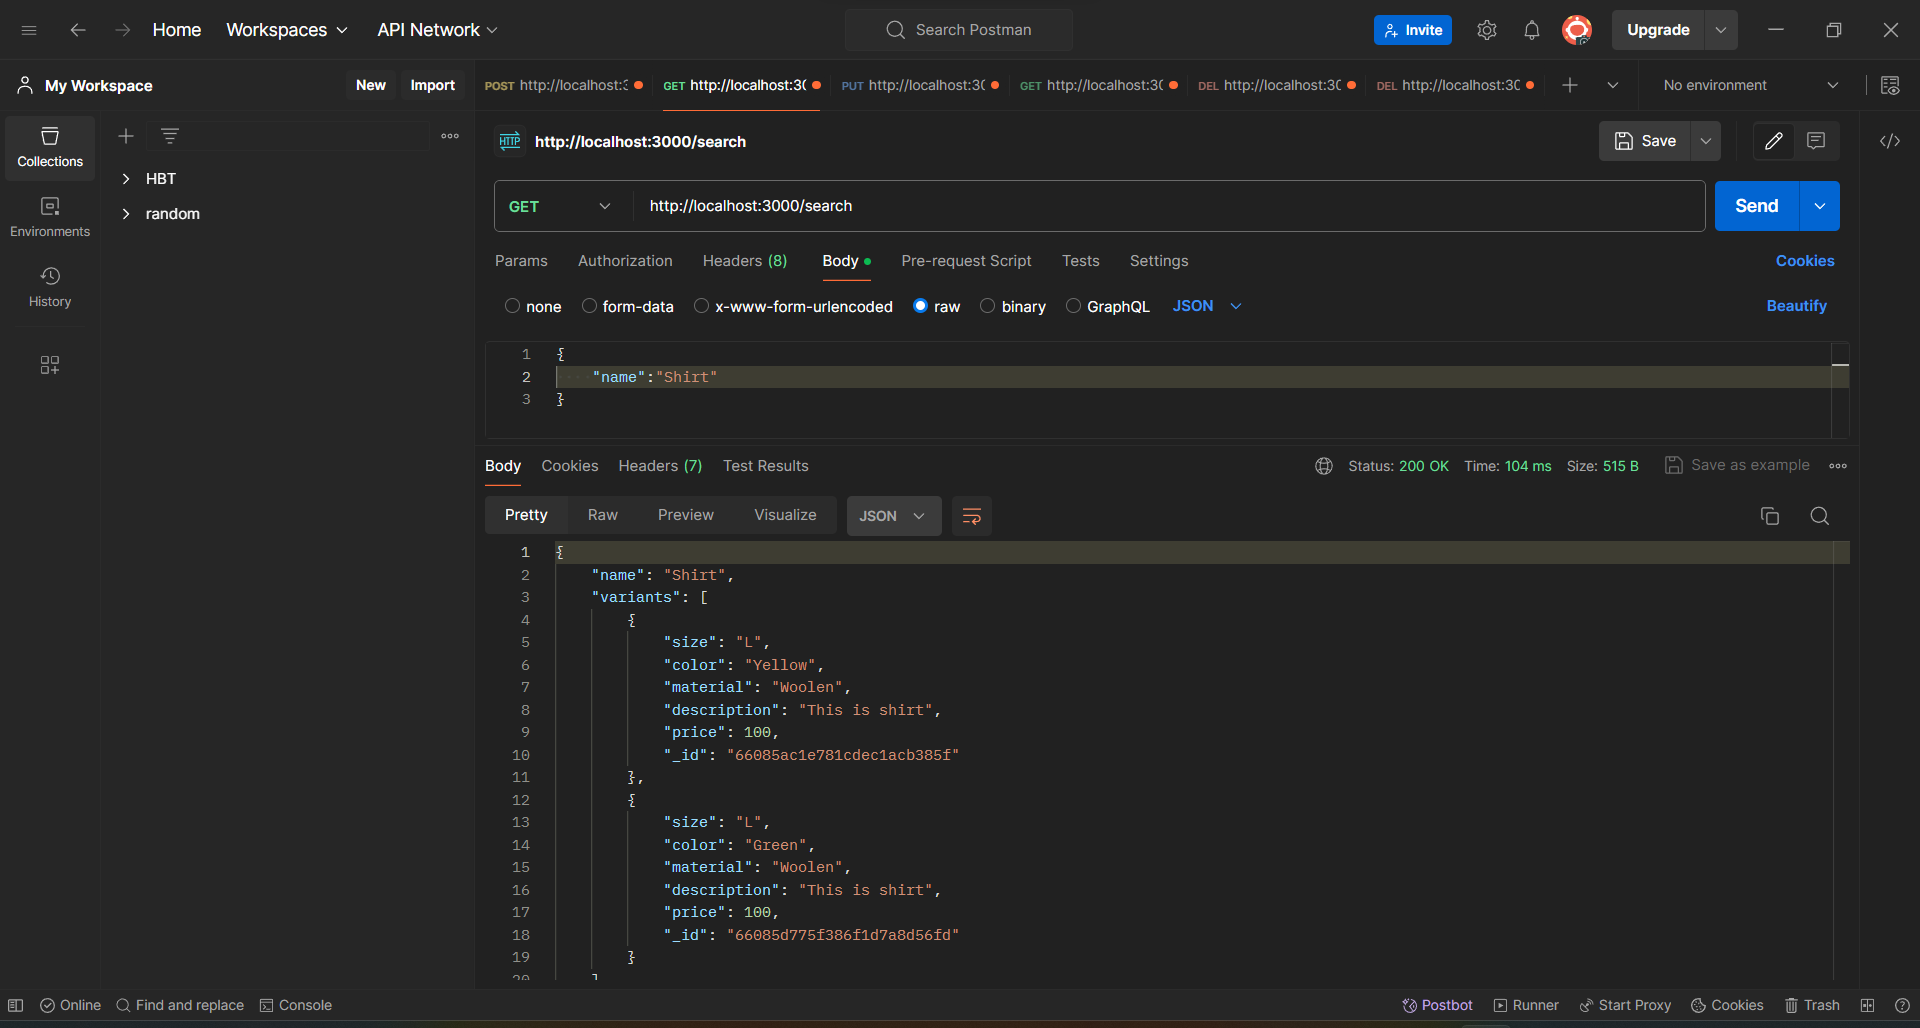 Home Workspaces API Network Search Postman Invite Upgrade
My Workspace New Import
POST http://localhost:3 GET http://localhost:30 PUT http://localhost:30 GET http://localhost:30 DEL http://localhost:30 DEL http://localhost:30 No environment
Collections
Environments
History
HBT
random
HTTP http://localhost:3000/search Save
GET http://localhost:3000/search Send
Params Authorization Headers (8) Body Pre-request Script Tests Settings Cookies
none form-data x-www-form-urlencoded raw binary GraphQL JSON Beautify
1 {
2 "name":"Shirt"
3 }
Body Cookies Headers (7) Test Results Status: 200 OK Time: 104 ms Size: 515 B Save as example
Pretty Raw Preview Visualize JSON
1 {
2 "name": "Shirt",
3 "variants": [
4 {
5 "size": "L",
6 "color": "Yellow",
7 "material": "Woolen",
8 "description": "This is shirt",
9 "price": 100,
10 "_id": "66085ac1e781cdec1acb385f"
11 },
12 {
13 "size": "L",
14 "color": "Green",
15 "material": "Woolen",
16 "description": "This is shirt",
17 "price": 100,
18 "_id": "66085d775f386f1d7a8d56fd"
19 }
20 ]
Online Find and replace Console Postbot Runner Start Proxy Cookies Trash